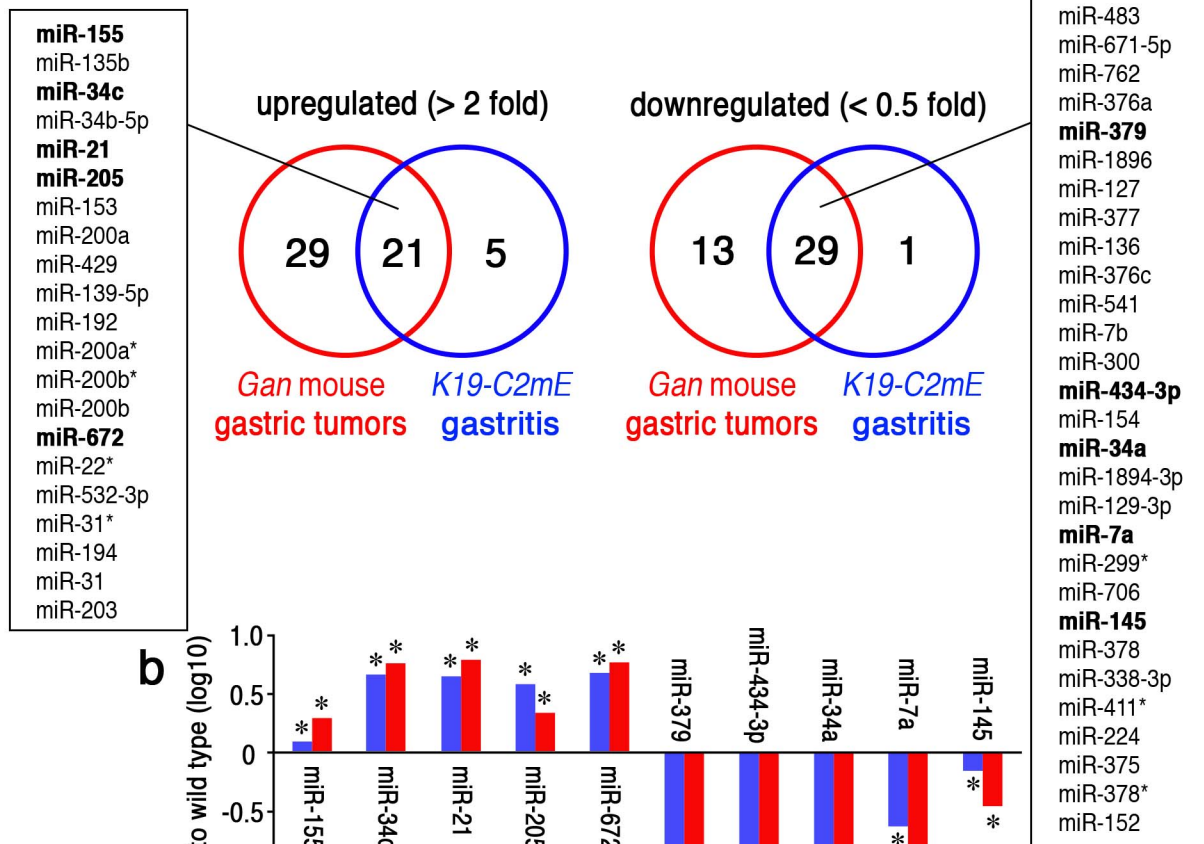 miR-155
miR-135b
miR-34c
miR-34b-5p
miR-21
miR-205
miR-153
miR-200a
miR-429
miR-139-5p
miR-192
miR-200a*
miR-200b*
miR-200b
miR-672
miR-22*
miR-532-3p
miR-31*
miR-194
miR-31
miR-203
upregulated (> 2 fold)
29 21 5
Gan mouse
gastric tumors
K19-C2mE
gastritis
downregulated (< 0.5 fold)
13 29 1
Gan mouse
gastric tumors
K19-C2mE
gastritis
miR-483
miR-671-5p
miR-762
miR-376a
miR-379
miR-1896
miR-127
miR-377
miR-136
miR-376c
miR-541
miR-7b
miR-300
miR-434-3p
miR-154
miR-34a
miR-1894-3p
miR-129-3p
miR-7a
miR-299*
miR-706
miR-145
miR-378
miR-338-3p
miR-411*
miR-224
miR-375
miR-378*
miR-152
b
to wild type (log10)
1.0
0.5
0
-0.5
* * * * * * * * * *
miR-155
miR-34c
miR-21
miR-205
miR-672
miR-379
miR-434-3p
miR-34a
miR-7a
miR-145
* * *